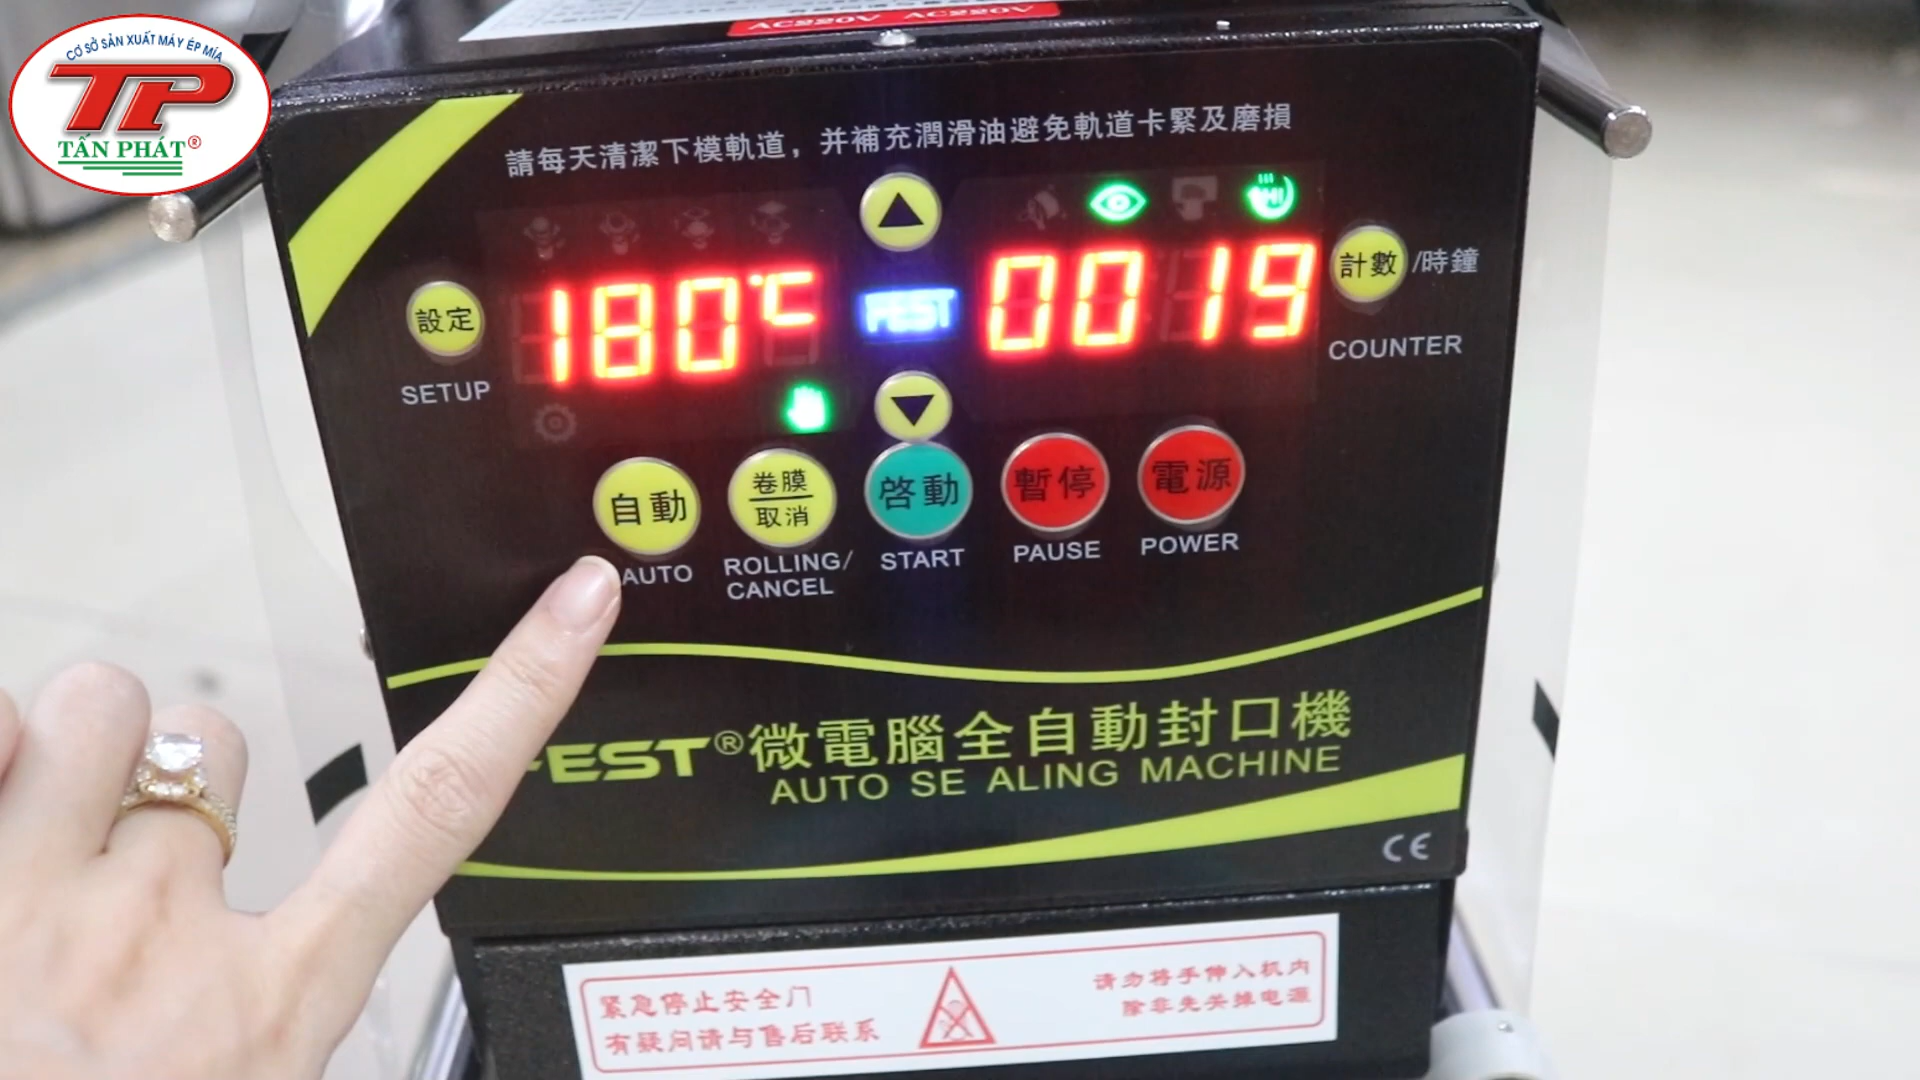 CƠ SỞ SẢN XUẤT MÁY ÉP MÍA
TP
TẤN PHÁT®
AC220V AC220V
請每天清潔下模軌道，并補充潤滑油避免軌道卡緊及磨損
設定
SETUP
180℃
FEST
0019
計數/時鐘
COUNTER
自動
AUTO
卷膜
取消
ROLLING/
CANCEL
啓動
START
暫停
PAUSE
電源
POWER
FEST®微電腦全自動封口機
AUTO SE ALING MACHINE
CE
紧急停止安全门
有疑问请与售后联系
请勿将手伸入机内
除非先关掉电源